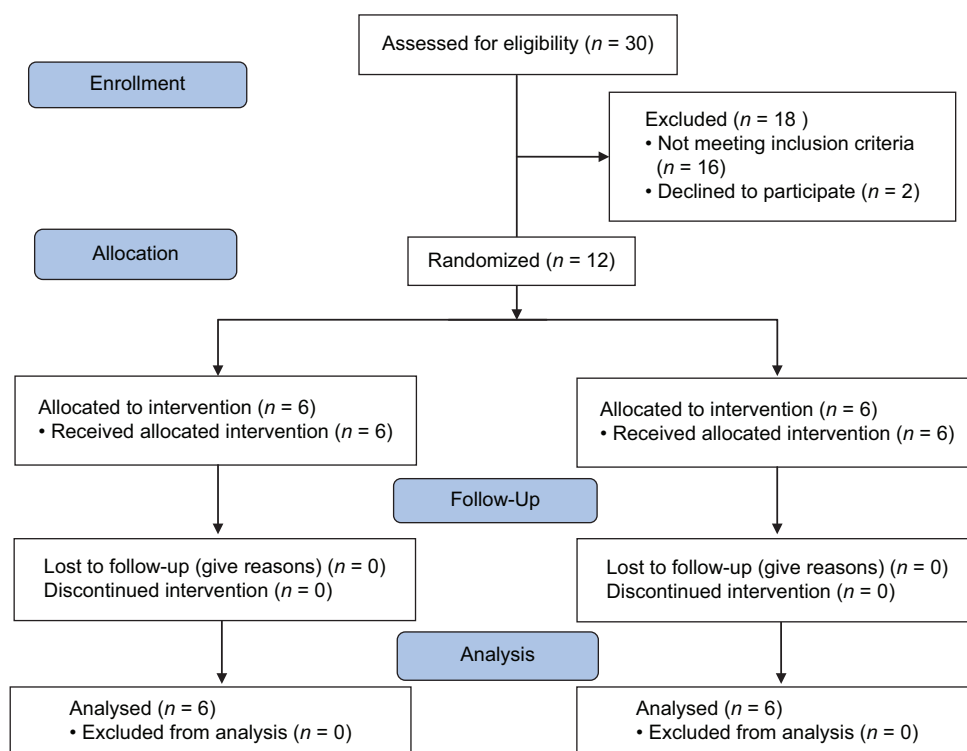 Assessed for eligibility (n = 30)
Enrollment
Excluded (n = 18 )
• Not meeting inclusion criteria
(n = 16)
• Declined to participate (n = 2)
Allocation
Randomized (n = 12)
Allocated to intervention (n = 6)
• Received allocated intervention (n = 6)
Allocated to intervention (n = 6)
• Received allocated intervention (n = 6)
Follow-Up
Lost to follow-up (give reasons) (n = 0)
Discontinued intervention (n = 0)
Lost to follow-up (give reasons) (n = 0)
Discontinued intervention (n = 0)
Analysis
Analysed (n = 6)
• Excluded from analysis (n = 0)
Analysed (n = 6)
• Excluded from analysis (n = 0)